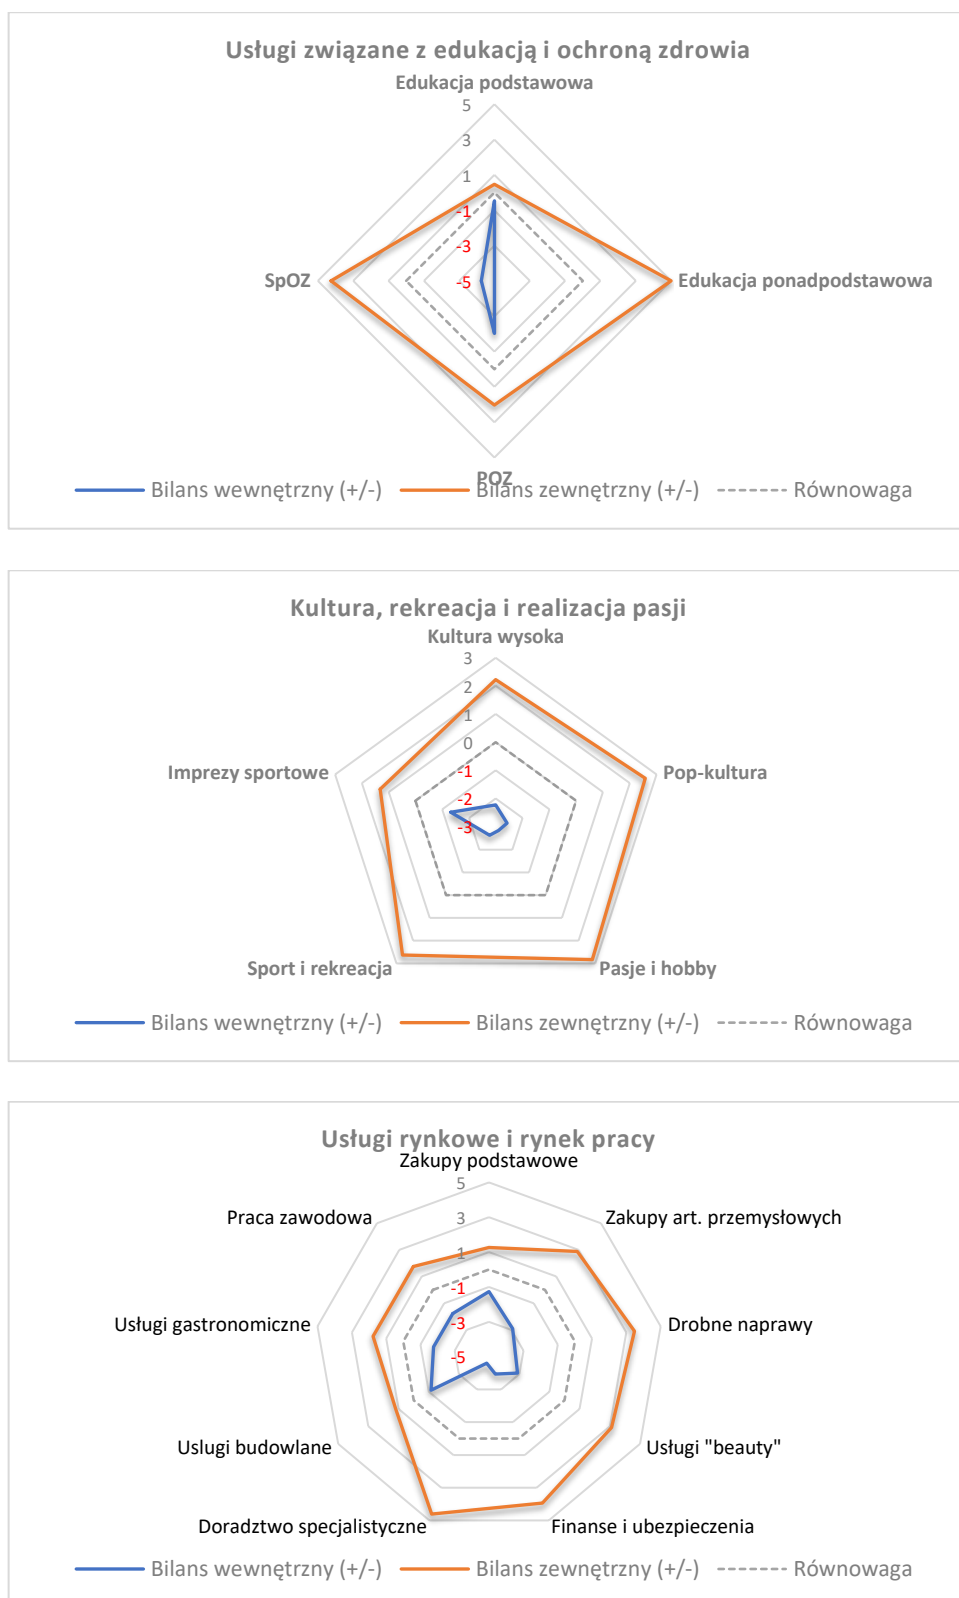 Usługi związane z edukacją i ochroną zdrowia
Edukacja podstawowa
5
3
1
-1
-3
-5
SpOZ
Edukacja ponadpodstawowa
POZ
Bilans wewnętrzny (+/-) Bilans zewnętrzny (+/-) Równowaga
Kultura, rekreacja i realizacja pasji
Kultura wysoka
3
2
1
0
-1
-2
-3
Imprezy sportowe
Pop-kultura
Sport i rekreacja
Pasje i hobby
Bilans wewnętrzny (+/-) Bilans zewnętrzny (+/-) Równowaga
Usługi rynkowe i rynek pracy
Zakupy podstawowe
5
3
1
-1
-3
-5
Praca zawodowa
Zakupy art. przemysłowych
Usługi gastronomiczne
Drobne naprawy
Uslugi budowlane
Usługi "beauty"
Doradztwo specjalistyczne
Finanse i ubezpieczenia
Bilans wewnętrzny (+/-) Bilans zewnętrzny (+/-) Równowaga